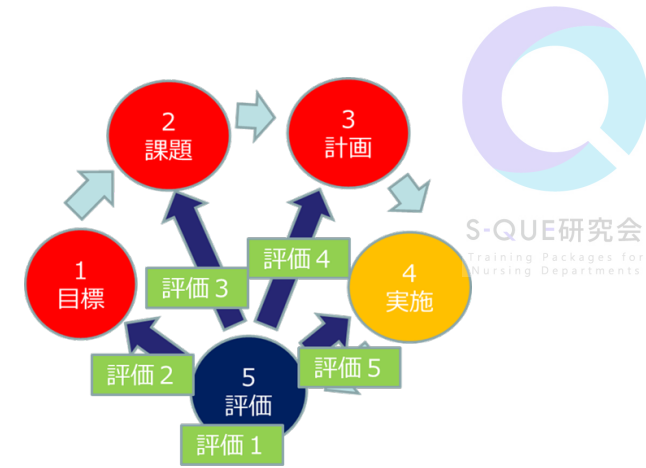 2
課題
3
計画
S-QUE研究会
Training Packages for
Nursing Departments
1
目標
評価３
評価４
4
実施
評価２
5
評価
評価５
評価１